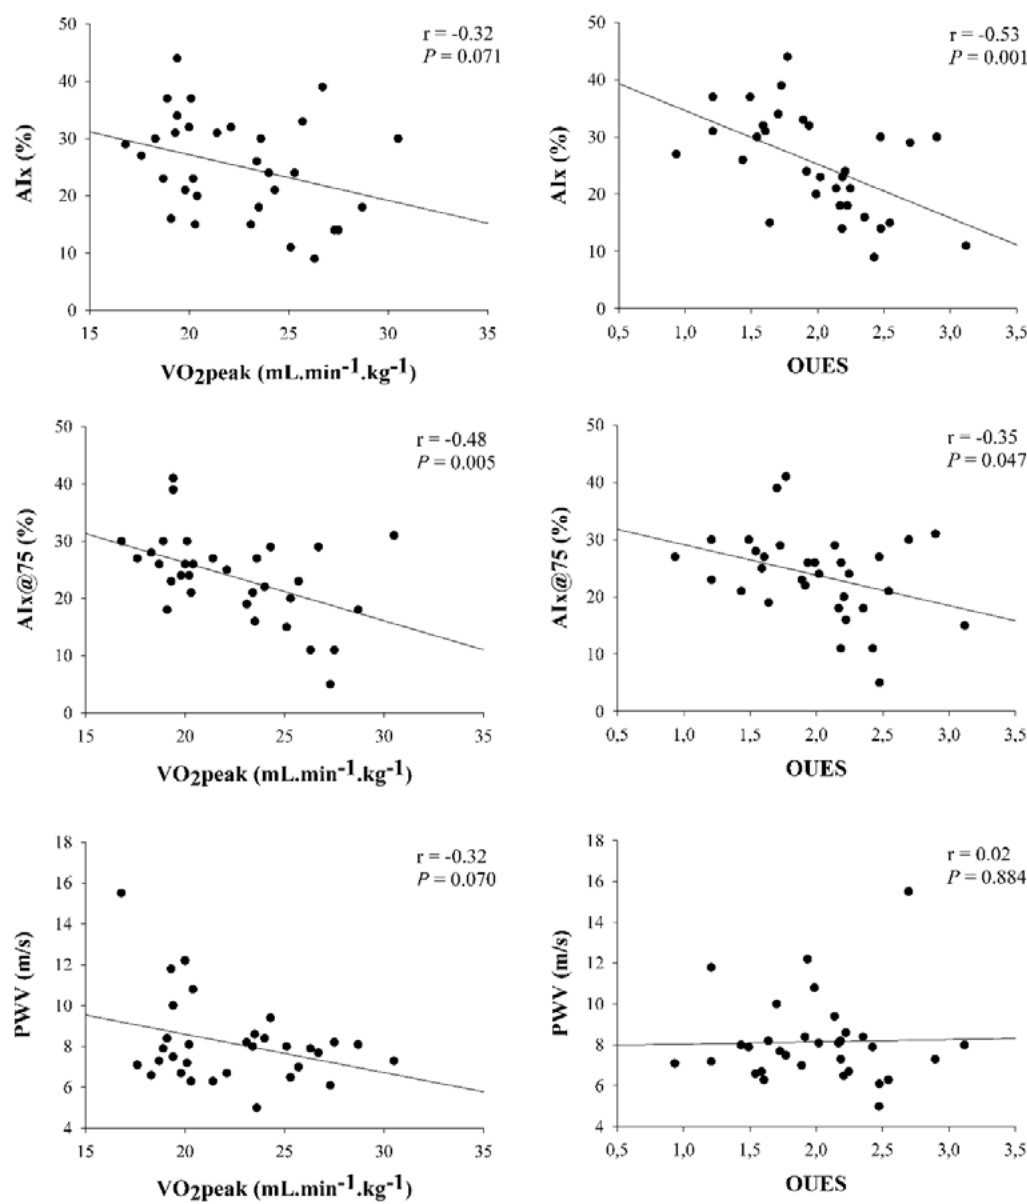 r = -0.32
P = 0.071
50
40
30
20
10
0
AIx (%)
15 20 25 30 35
VO2peak (mL.min-1.kg-1)
r = -0.53
P = 0.001
50
40
30
20
10
0
AIx (%)
0,5 1,0 1,5 2,0 2,5 3,0 3,5
OUES
r = -0.48
P = 0.005
50
40
30
20
10
0
AIx@75 (%)
15 20 25 30 35
VO2peak (mL.min-1.kg-1)
r = -0.35
P = 0.047
50
40
30
20
10
0
AIx@75 (%)
0,5 1,0 1,5 2,0 2,5 3,0 3,5
OUES
r = -0.32
P = 0.070
18
16
14
12
10
8
6
4
PWV (m/s)
15 20 25 30 35
VO2peak (mL.min-1.kg-1)
r = 0.02
P = 0.884
18
16
14
12
10
8
6
4
PWV (m/s)
0,5 1,0 1,5 2,0 2,5 3,0 3,5
OUES